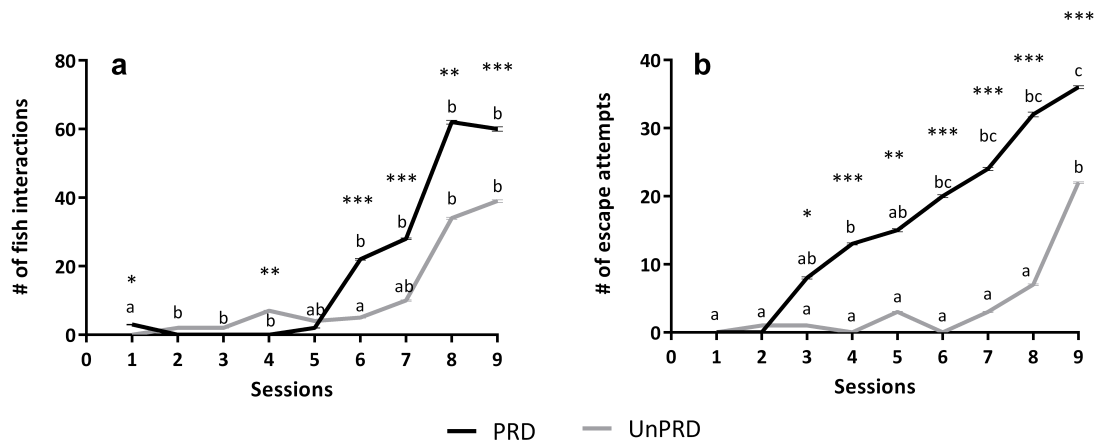 ***
a
b
80
60
40
20
0
# of fish interactions
** ***
b b
***
***
b b
b b
* **
a b b b ab a ab
0 1 2 3 4 5 6 7 8 9
Sessions
40
30
20
10
0
# of escape attempts
***
***
c
bc
***
bc
***
bc
**
***
ab
b
*
ab
b
a a a a a a a a
0 1 2 3 4 5 6 7 8 9
Sessions
PRD UnPRD